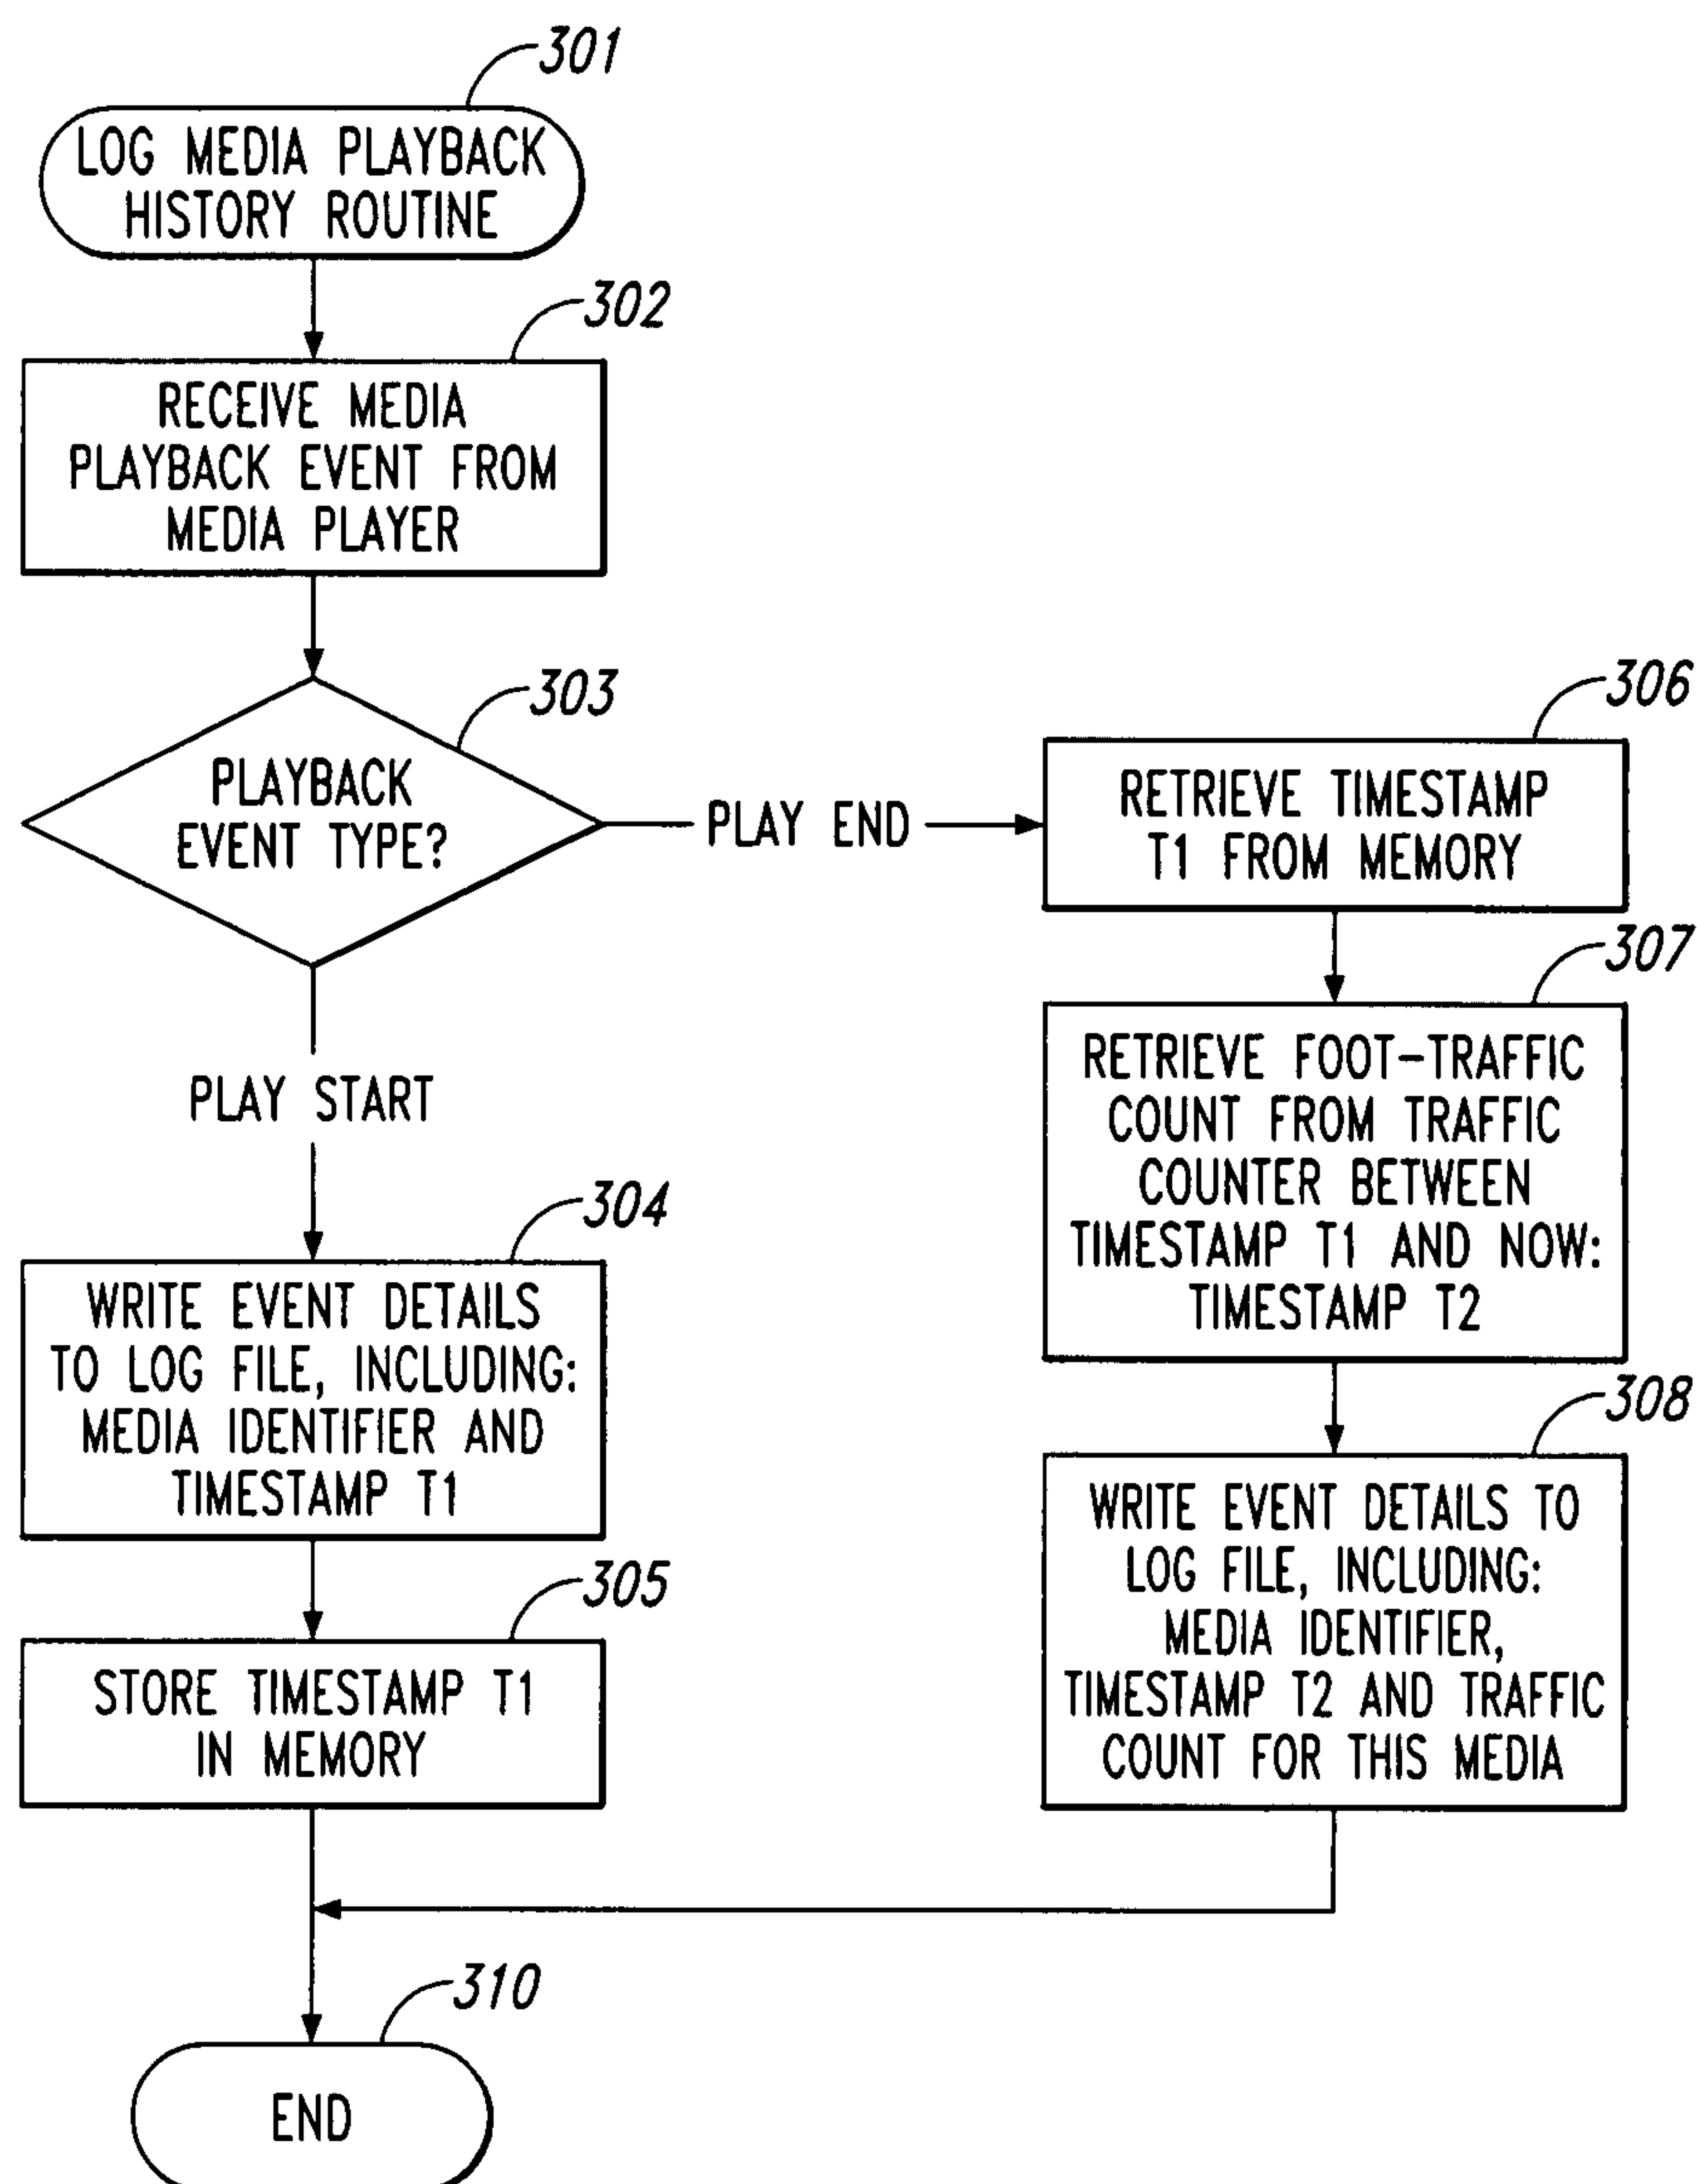 301
LOG MEDIA PLAYBACK
HISTORY ROUTINE
302
RECEIVE MEDIA
PLAYBACK EVENT FROM
MEDIA PLAYER
303
PLAYBACK
EVENT TYPE?
PLAY END
PLAY START
304
WRITE EVENT DETAILS
TO LOG FILE, INCLUDING:
MEDIA IDENTIFIER AND
TIMESTAMP T1
305
STORE TIMESTAMP T1
IN MEMORY
306
RETRIEVE TIMESTAMP
T1 FROM MEMORY
307
RETRIEVE FOOT-TRAFFIC
COUNT FROM TRAFFIC
COUNTER BETWEEN
TIMESTAMP T1 AND NOW:
TIMESTAMP T2
308
WRITE EVENT DETAILS TO
LOG FILE, INCLUDING:
MEDIA IDENTIFIER,
TIMESTAMP T2 AND TRAFFIC
COUNT FOR THIS MEDIA
310
END